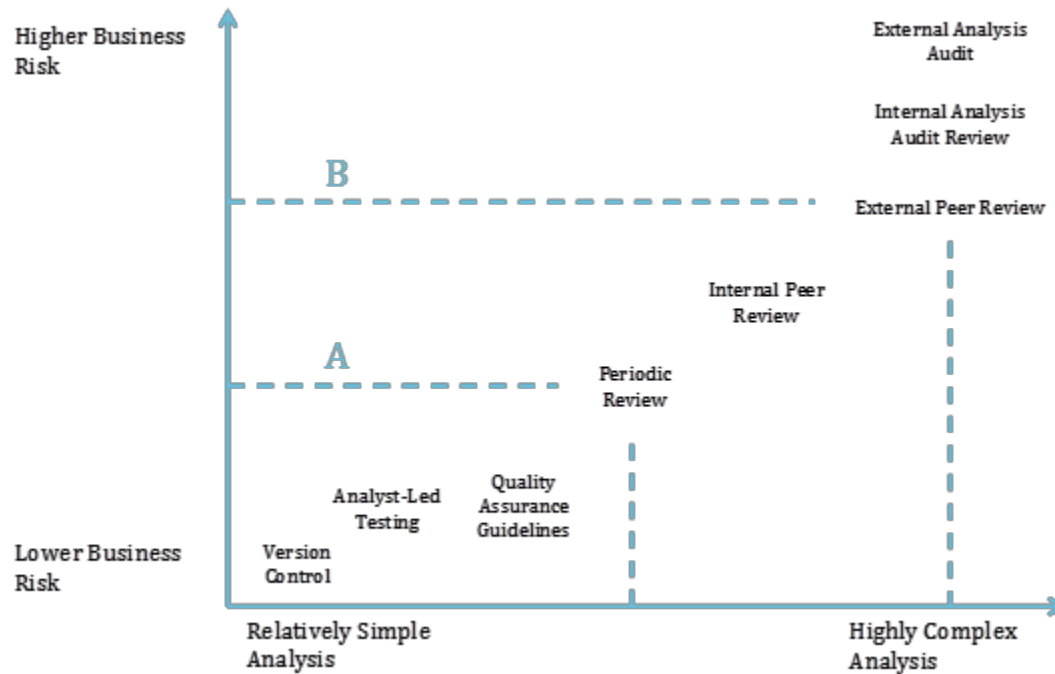 Higher Business
Risk
External Analysis
Audit
Internal Analysis
Audit Review
B
External Peer Review
Internal Peer
Review
A
Periodic
Review
Quality
Assurance
Guidelines
Analyst-Led
Testing
Version
Control
Lower Business
Risk
Relatively Simple
Analysis
Highly Complex
Analysis